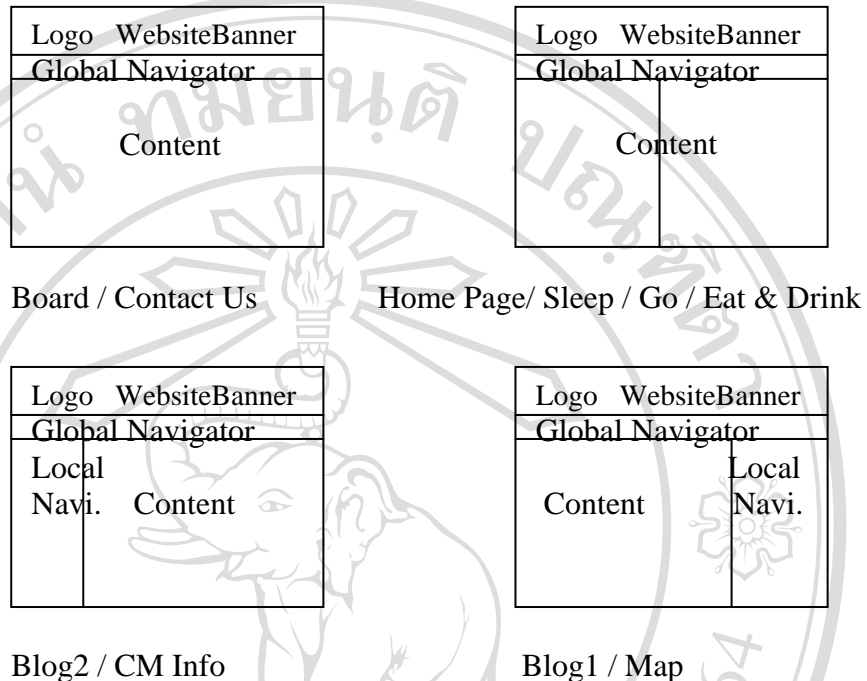 Logo WebsiteBanner
Global Navigator
Content
Board / Contact Us
Logo WebsiteBanner
Global Navigator
Content
Home Page/ Sleep / Go / Eat & Drink
Logo WebsiteBanner
Global Navigator
Local
Navi. Content
Blog2 / CM Info
Logo WebsiteBanner
Global Navigator
Local
Content Navi.
Blog1 / Map